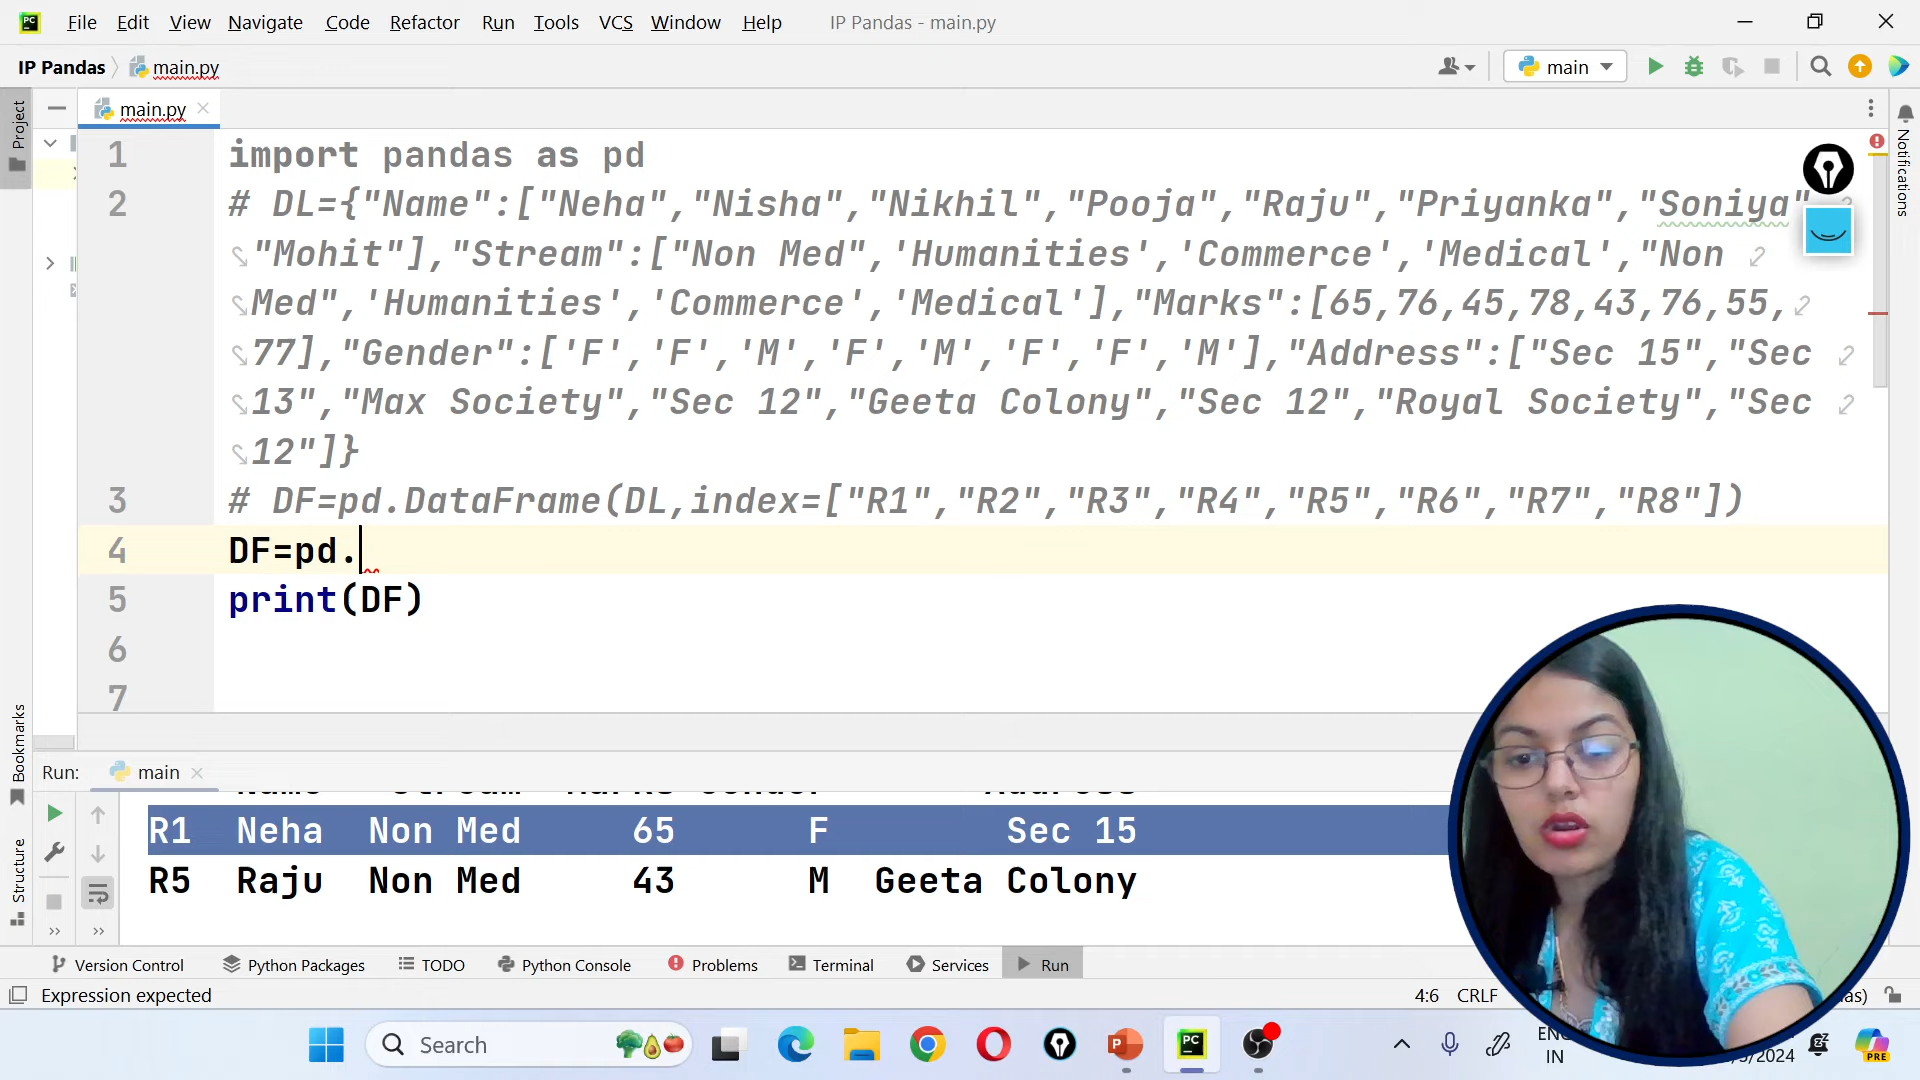 File Edit View Navigate Code Refactor Run Tools VCS Window Help IP Pandas - main.py
IP Pandas main.py main
Project main.py Notifications
1 import pandas as pd
2 # DL={"Name":["Neha","Nisha","Nikhil","Pooja","Raju","Priyanka","Soniya"
"Mohit"],"Stream":["Non Med",'Humanities','Commerce','Medical',"Non
Med",'Humanities','Commerce','Medical'],"Marks":[65,76,45,78,43,76,55,
77],"Gender":['F','F','M','F','M','F','F','M'],"Address":["Sec 15","Sec
13","Max Society","Sec 12","Geeta Colony","Sec 12","Royal Society","Sec
12"]}
3 # DF=pd.DataFrame(DL,index=["R1","R2","R3","R4","R5","R6","R7","R8"])
4 DF=pd.
5 print(DF)
6
7
Bookmarks
Structure
Run: main
R1 Neha Non Med 65 F Sec 15
R5 Raju Non Med 43 M Geeta Colony
Version Control Python Packages TODO Python Console Problems Terminal Services Run
Expression expected 4:6 CRLF
Search
IN
PRE